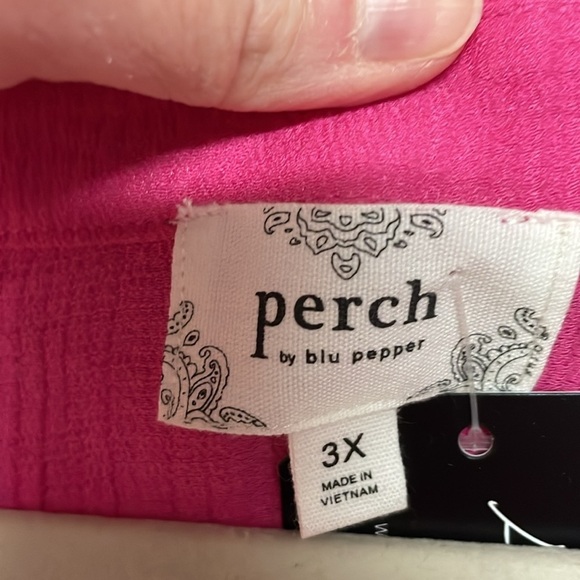 perch
by blu pepper
3X
MADE IN
VIETNAM